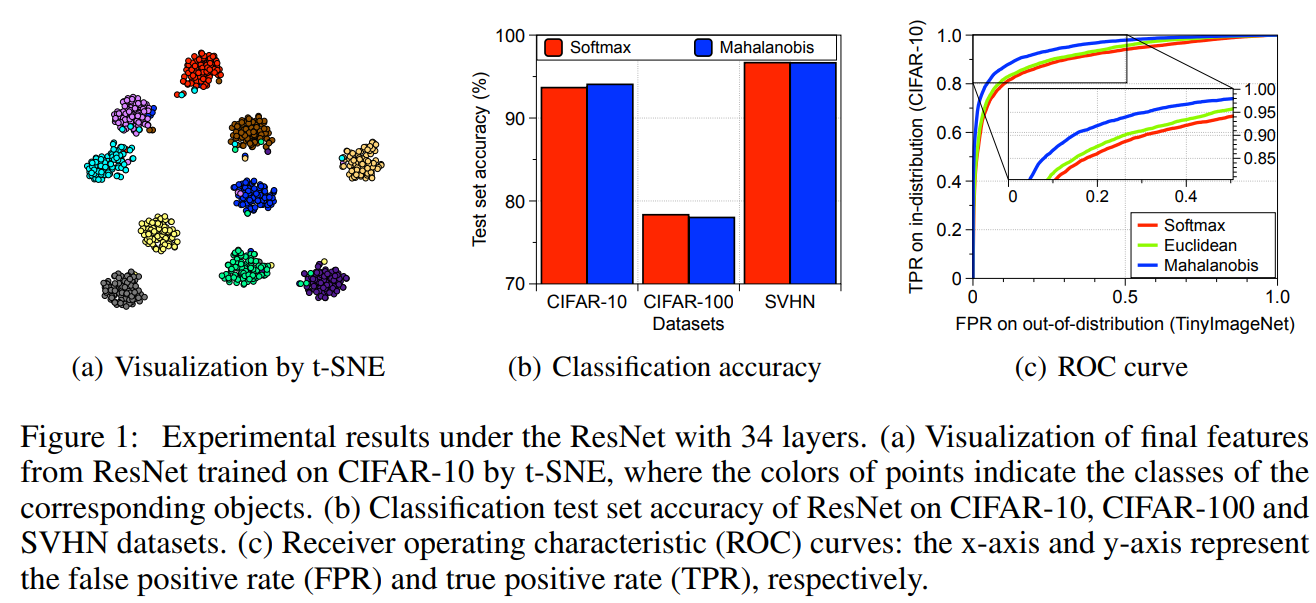 100
90
80
70
Test set accuracy (%)
Softmax
Mahalanobis
CIFAR-10
CIFAR-100
SVHN
Datasets
1.0
0.8
0.6
0.4
0.2
0
TPR on in-distribution (CIFAR-10)
1.00
0.95
0.90
0.85
0
0.2
0.4
Softmax
Euclidean
Mahalanobis
0
0.5
1.0
FPR on out-of-distribution (TinyImageNet)
(a) Visualization by t-SNE
(b) Classification accuracy
(c) ROC curve
Figure 1: Experimental results under the ResNet with 34 layers. (a) Visualization of final features
from ResNet trained on CIFAR-10 by t-SNE, where the colors of points indicate the classes of the
corresponding objects. (b) Classification test set accuracy of ResNet on CIFAR-10, CIFAR-100 and
SVHN datasets. (c) Receiver operating characteristic (ROC) curves: the x-axis and y-axis represent
the false positive rate (FPR) and true positive rate (TPR), respectively.